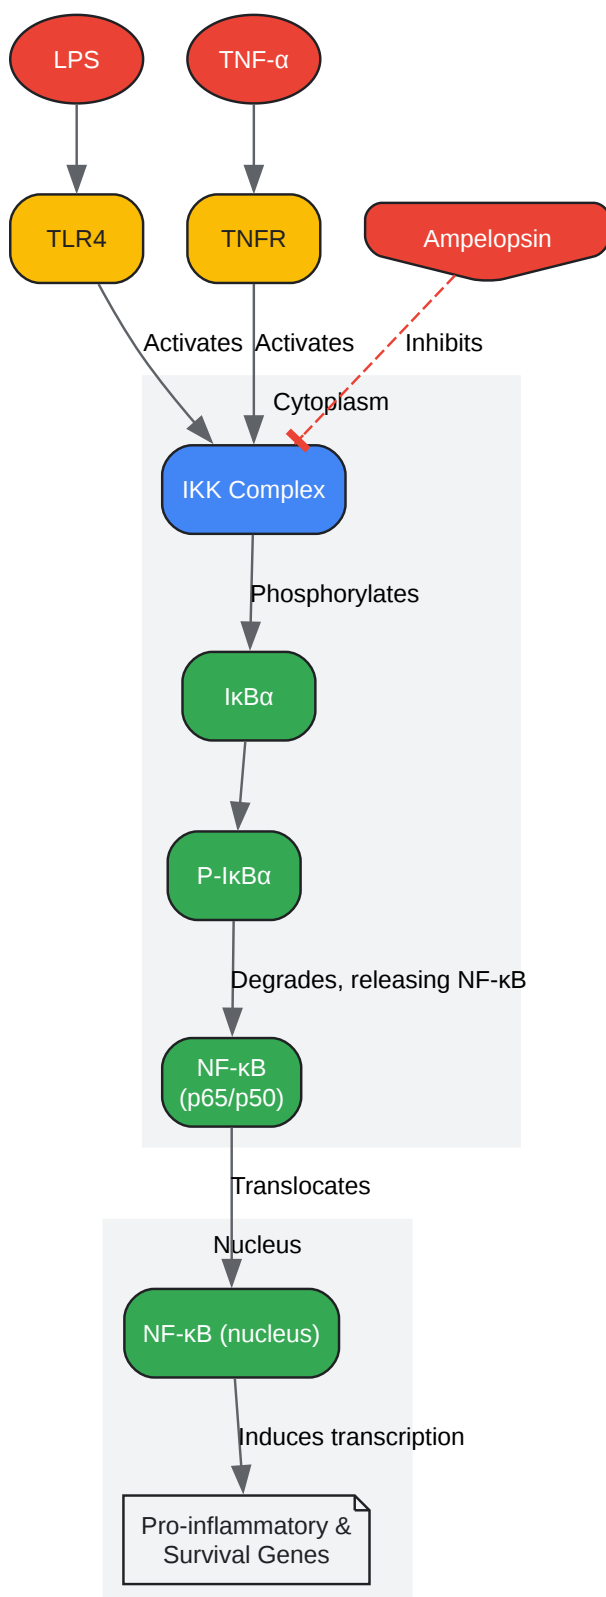 LPS
TNF-α
TLR4
TNFR
Ampelopsin
Activates
Activates
Inhibits
Cytoplasm
IKK Complex
Phosphorylates
IκBα
P-IκBα
Degrades, releasing NF-κB
NF-κB
(p65/p50)
Translocates
Nucleus
NF-κB (nucleus)
Induces transcription
Pro-inflammatory &
Survival Genes